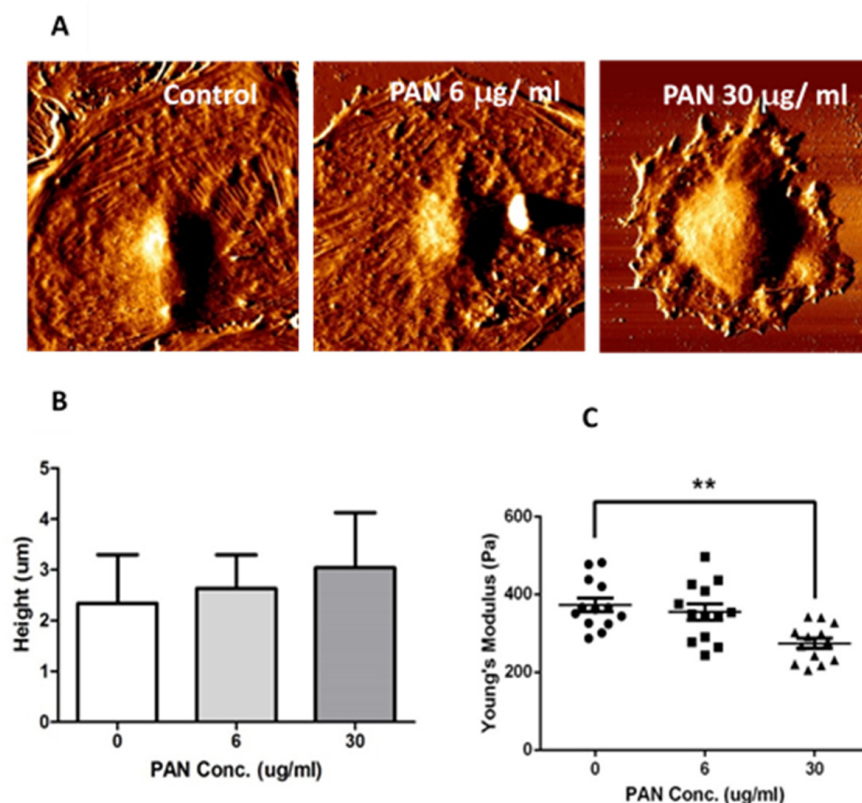 A
Control
PAN 6 μg/ ml
PAN 30 μg/ ml
B
5
4
3
2
1
0
Height (um)
0
6
30
PAN Conc. (ug/ml)
C
**
600
400
200
0
Young's Modulus (Pa)
0
6
30
PAN Conc. (ug/ml)